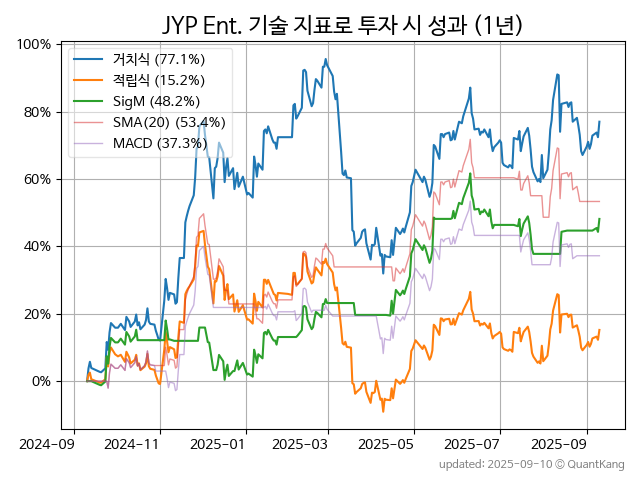 JYP Ent. 기술 지표로 투자 시 성과 (1년)
100%
80%
60%
40%
20%
0%
거치식 (77.1%)
적립식 (15.2%)
SigM (48.2%)
SMA(20) (53.4%)
MACD (37.3%)
2024-09
2024-11
2025-01
2025-03
2025-05
2025-07
2025-09
updated: 2025-09-10 © QuantKang